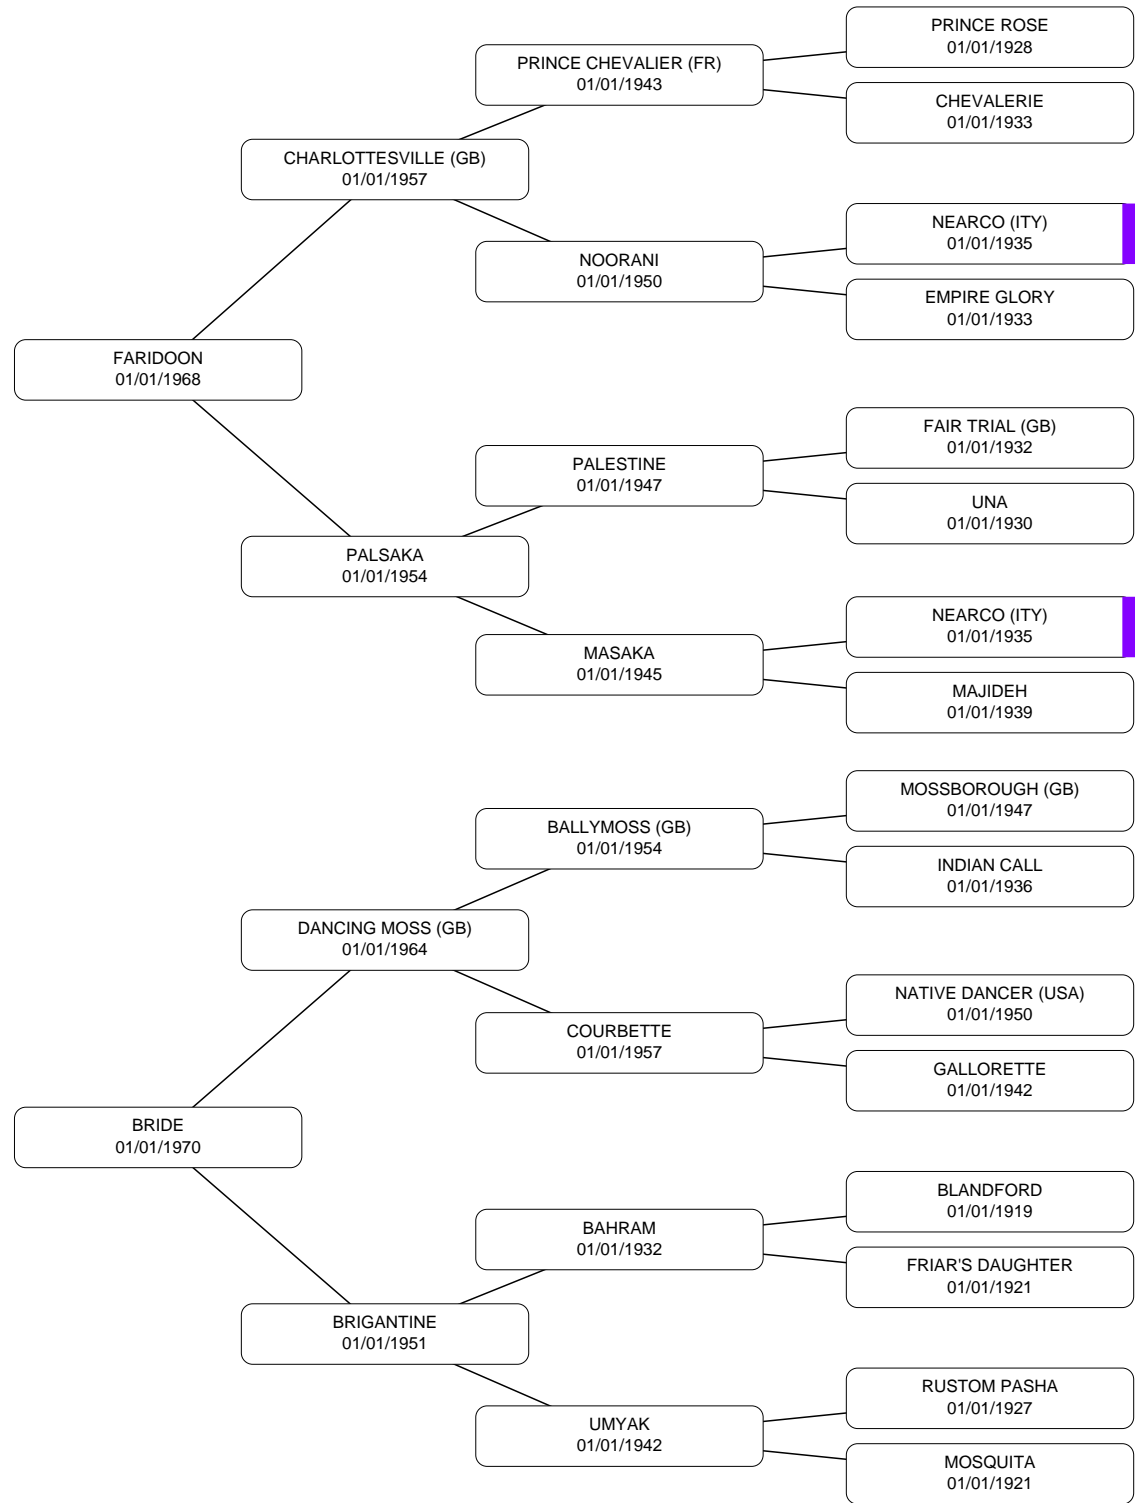 PRINCE ROSE
01/01/1928
PRINCE CHEVALIER (FR)
01/01/1943
CHEVALERIE
01/01/1933
CHARLOTTESVILLE (GB)
01/01/1957
NEARCO (ITY)
01/01/1935
NOORANI
01/01/1950
EMPIRE GLORY
01/01/1933
FARIDOON
01/01/1968
FAIR TRIAL (GB)
01/01/1932
PALESTINE
01/01/1947
UNA
01/01/1930
PALSAKA
01/01/1954
NEARCO (ITY)
01/01/1935
MASAKA
01/01/1945
MAJIDEH
01/01/1939
MOSSBOROUGH (GB)
01/01/1947
BALLYMOSS (GB)
01/01/1954
INDIAN CALL
01/01/1936
DANCING MOSS (GB)
01/01/1964
NATIVE DANCER (USA)
01/01/1950
COURBETTE
01/01/1957
GALLORETTE
01/01/1942
BRIDE
01/01/1970
BLANDFORD
01/01/1919
BAHRAM
01/01/1932
FRIAR'S DAUGHTER
01/01/1921
BRIGANTINE
01/01/1951
RUSTOM PASHA
01/01/1927
UMYAK
01/01/1942
MOSQUITA
01/01/1921